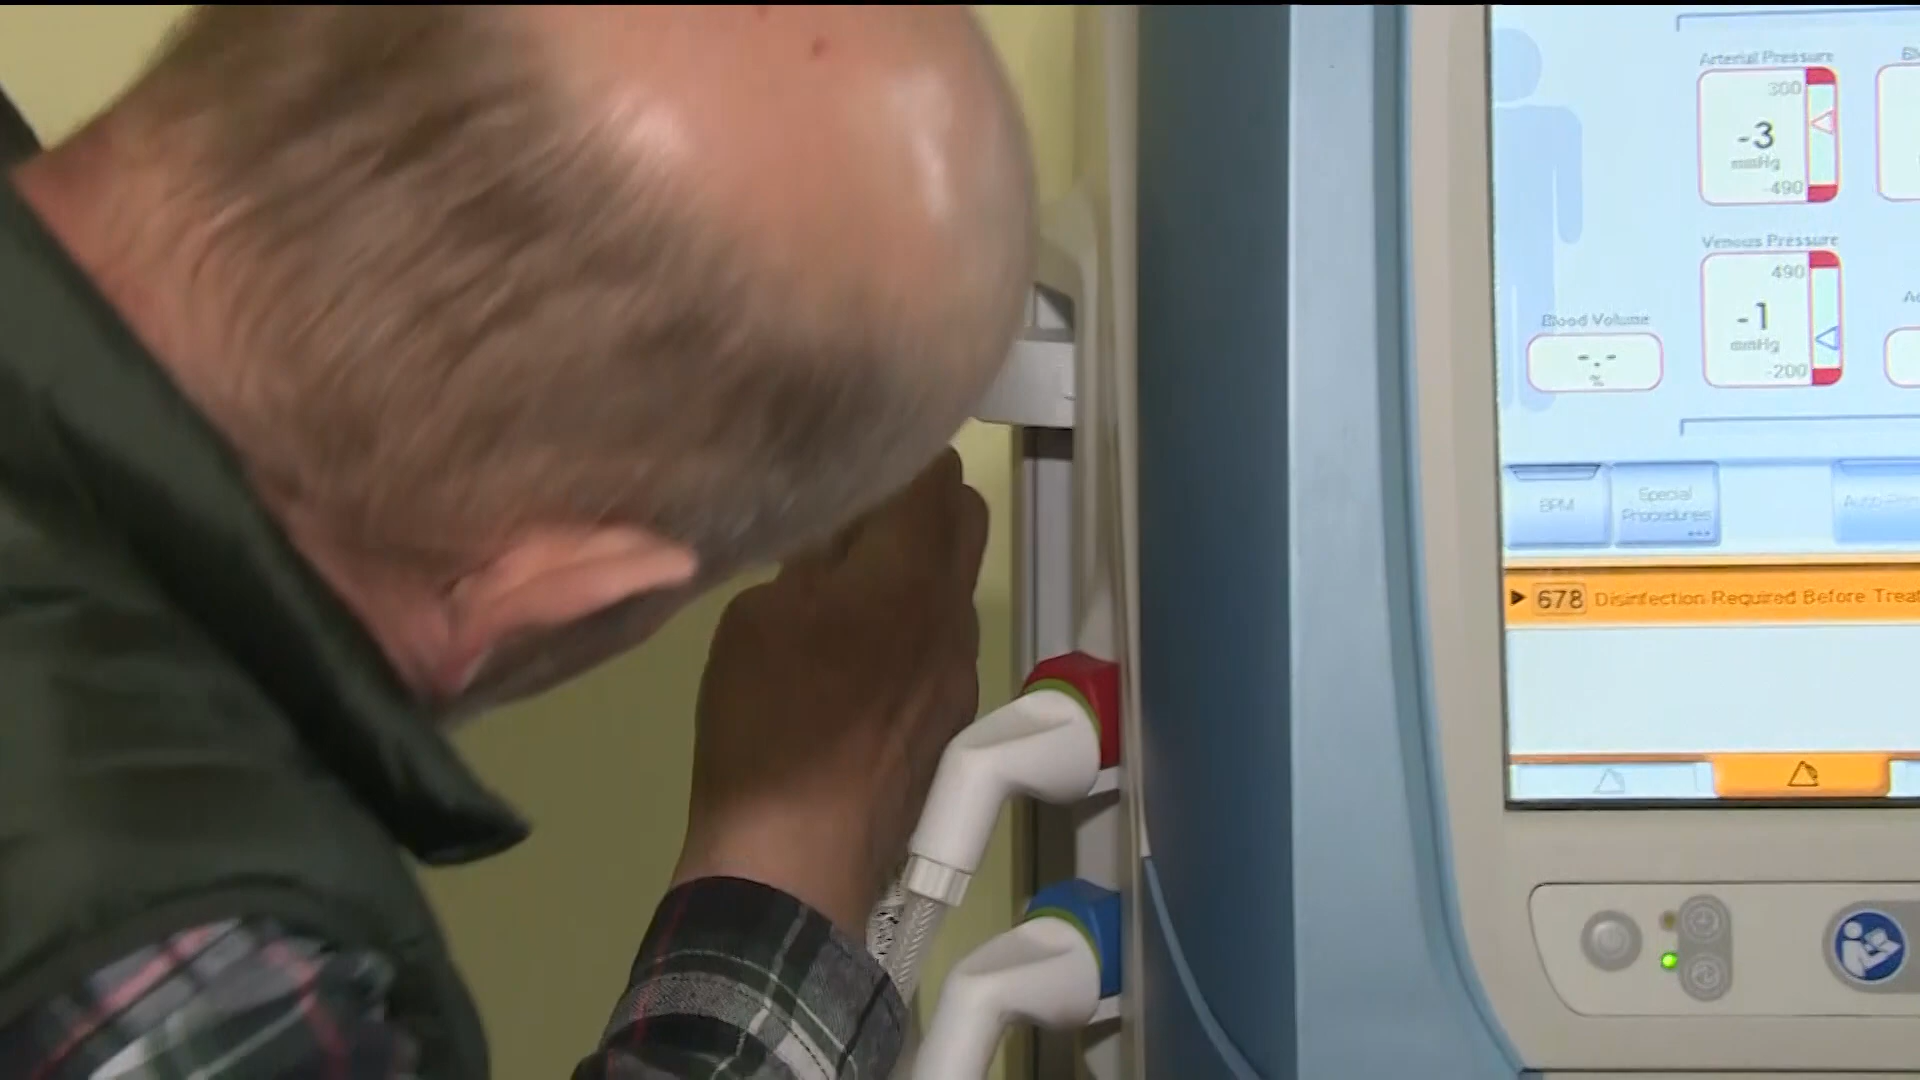 Arterial Pressure
300
-3
mmHg
-490
Venous Pressure
490
-1
mmHg
-200
Blood Volume
-.-
%
BPM
Special
Procedures
...
678 Disinfection Required Before Treat